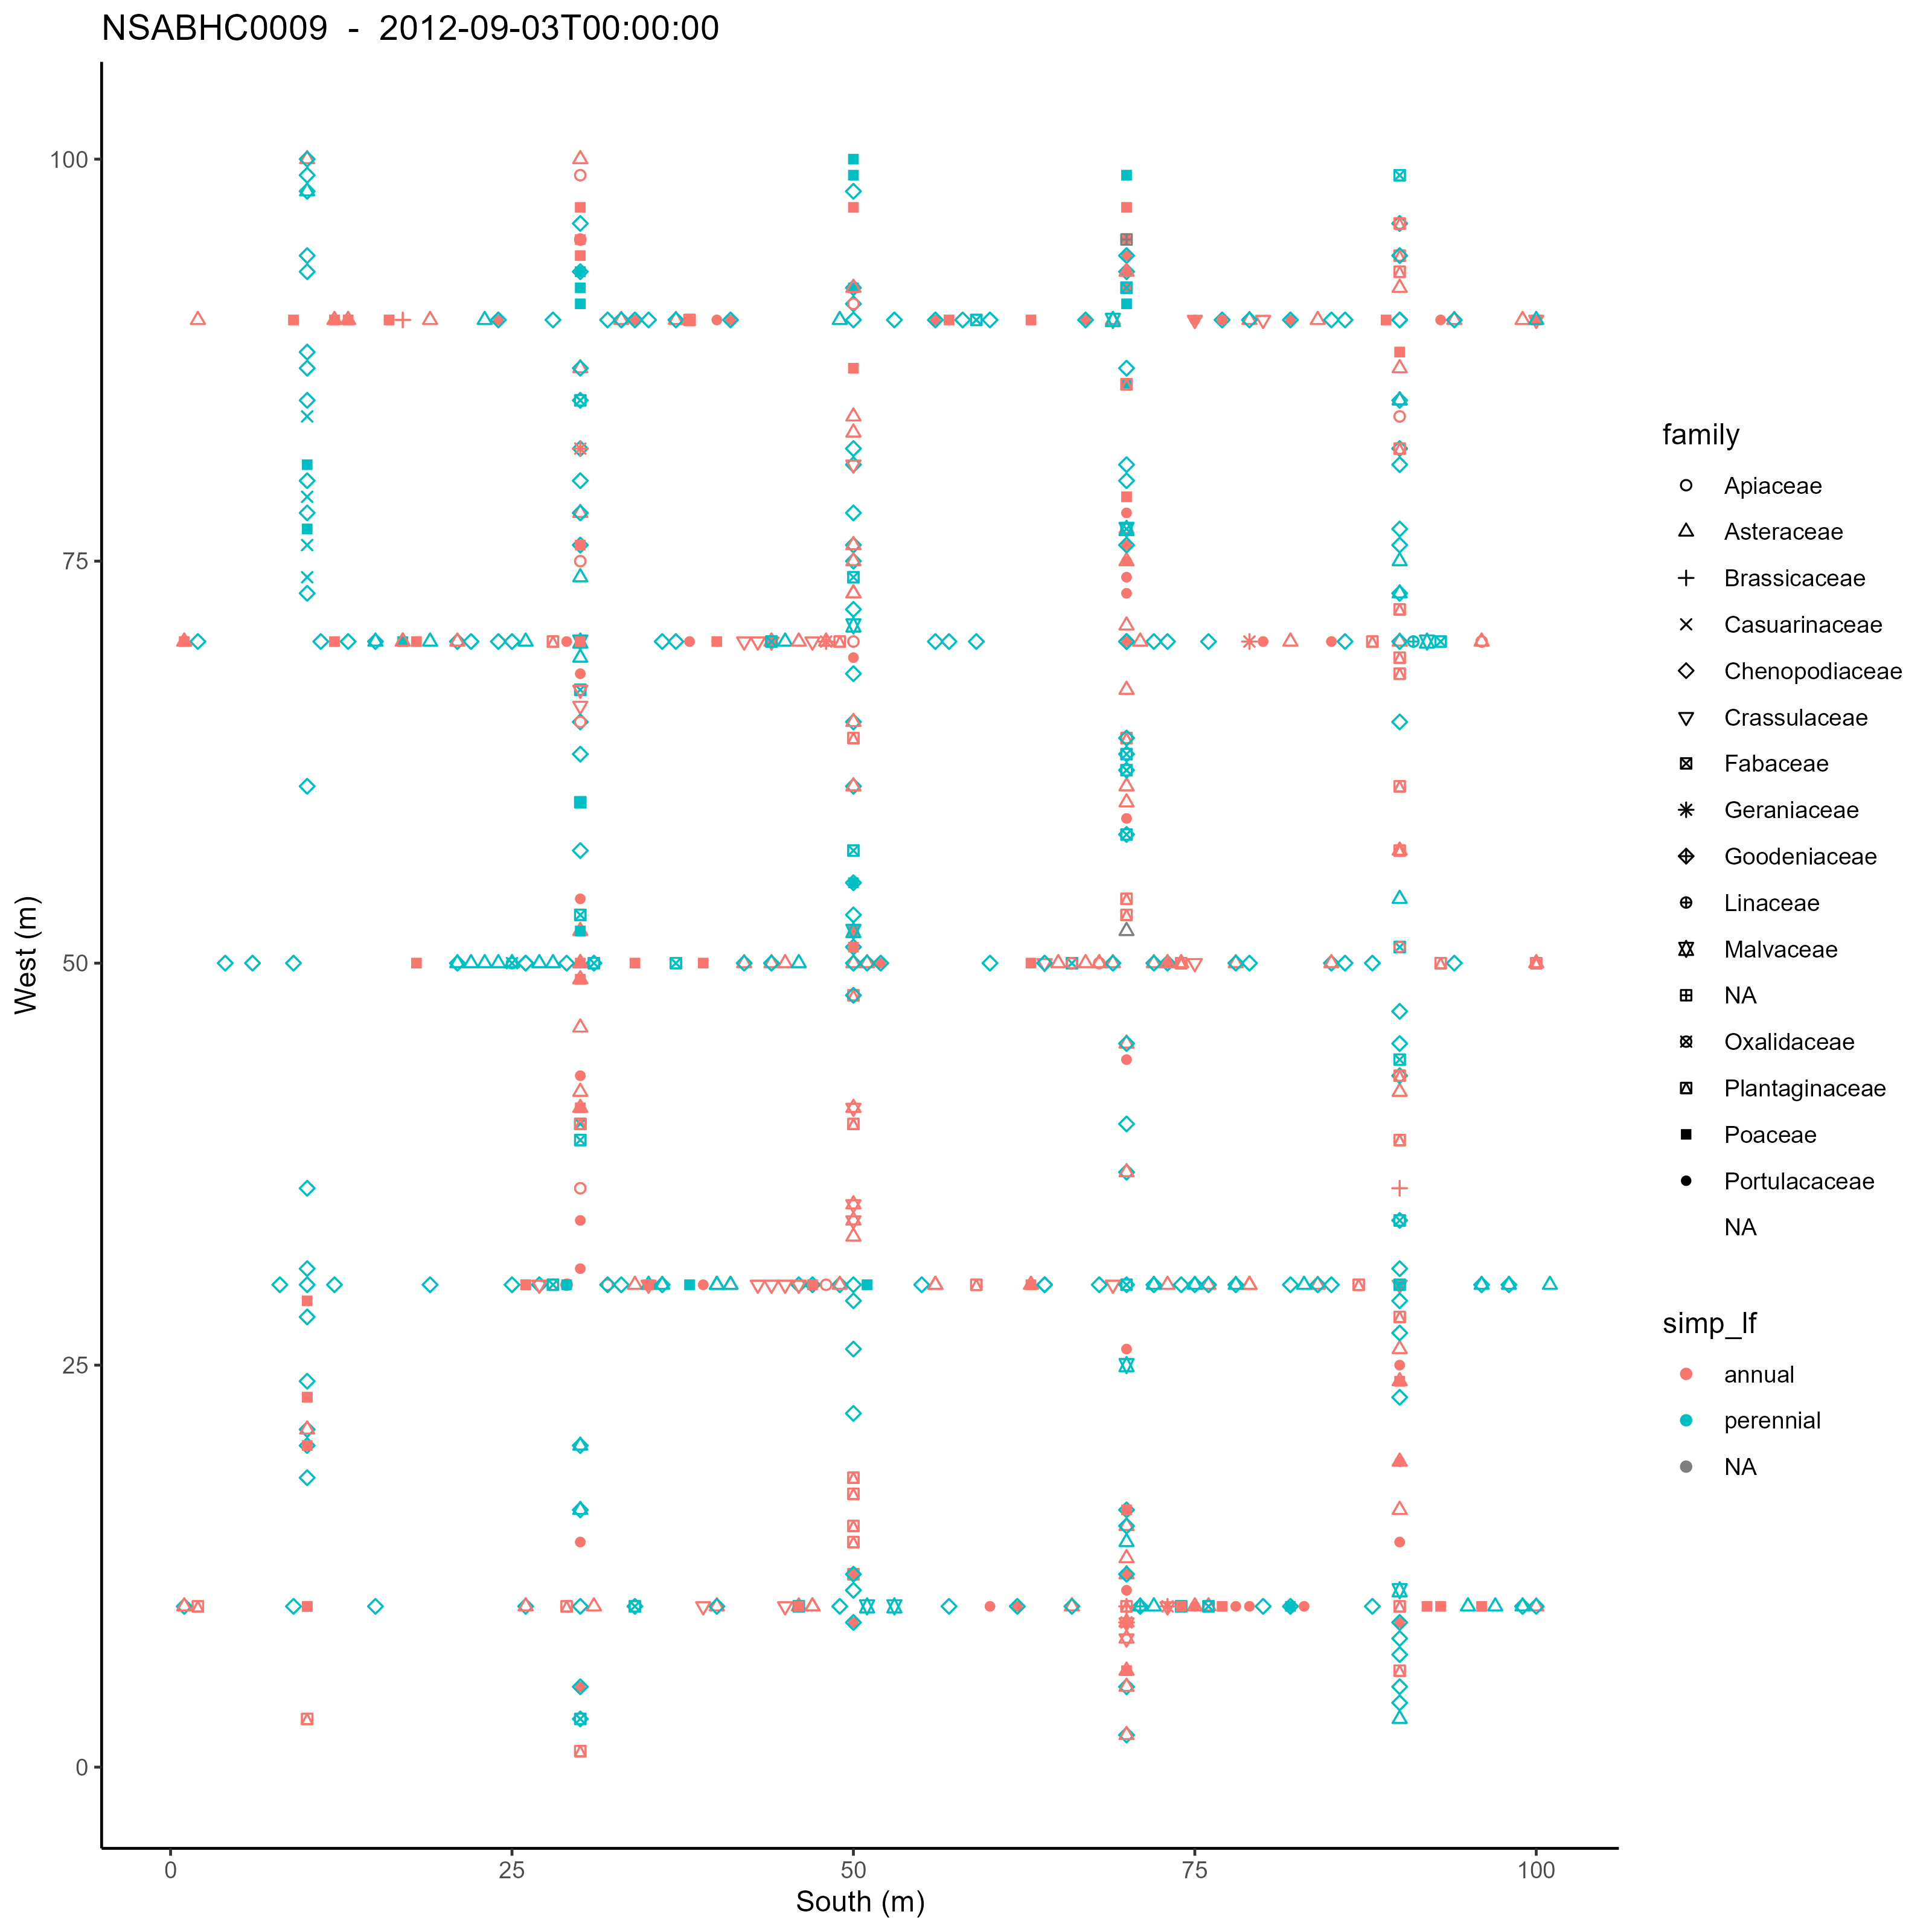 NSABHC0009  -  2012-09-03T00:00:00
100
75
50
25
0
West (m)
0
25
50
75
100
South (m)
family
Apiaceae
Asteraceae
Brassicaceae
Casuarinaceae
Chenopodiaceae
Crassulaceae
Fabaceae
Geraniaceae
Goodeniaceae
Linaceae
Malvaceae
NA
Oxalidaceae
Plantaginaceae
Poaceae
Portulacaceae
NA
simp_lf
annual
perennial
NA